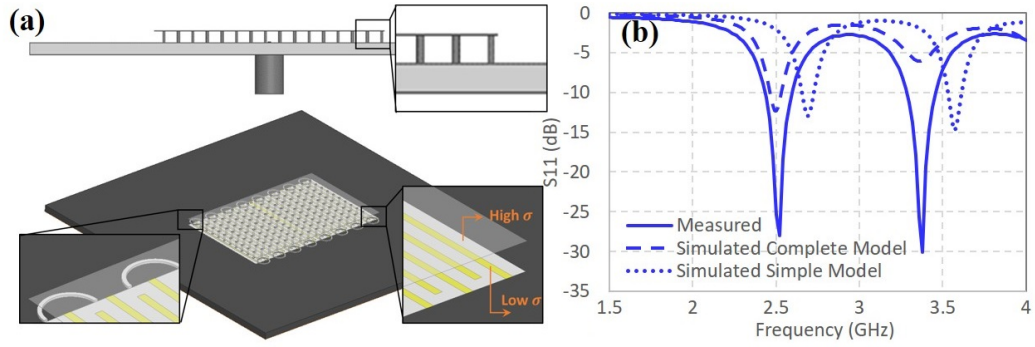 (a)
High σ
Low σ
(b)
0
-5
-10
-15
-20
-25
-30
-35
S11 (dB)
Measured
Simulated Complete Model
Simulated Simple Model
1.5
2
2.5
3
3.5
4
Frequency (GHz)